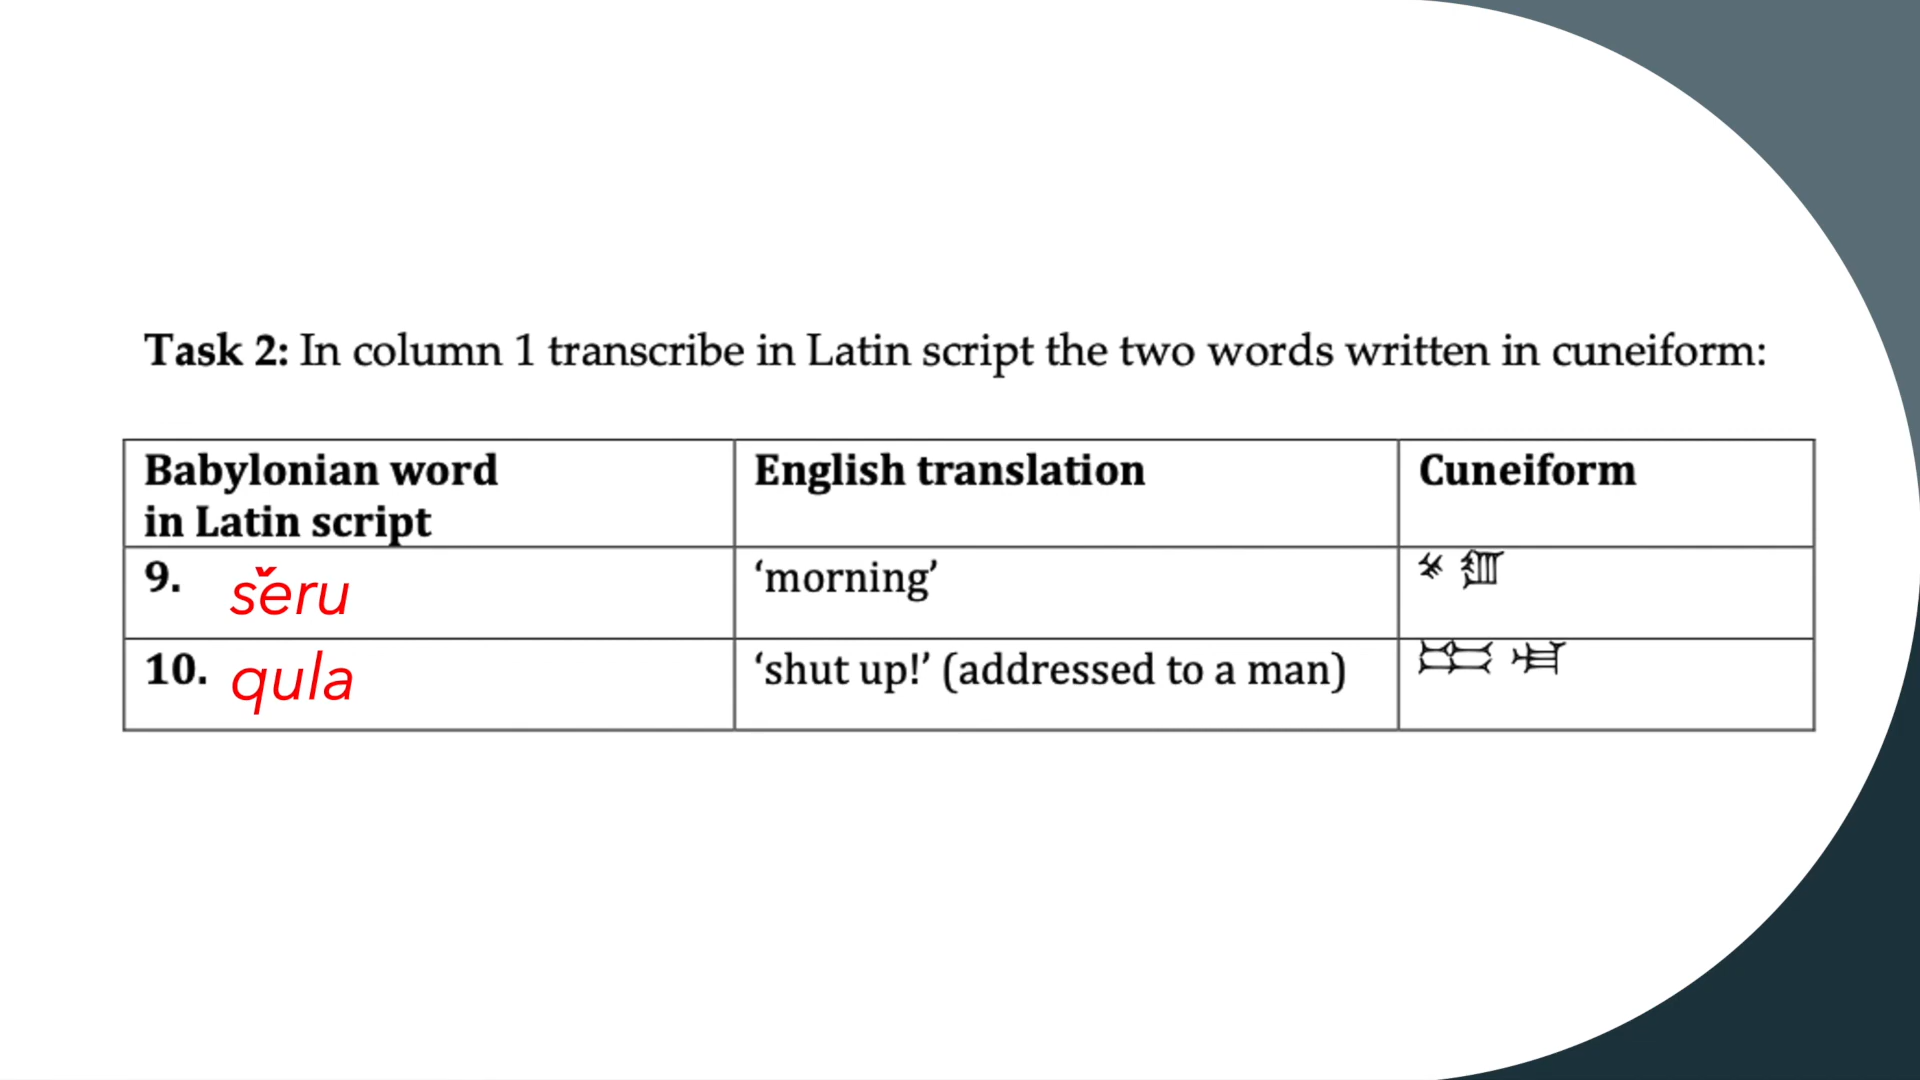 Task 2: In column 1 transcribe in Latin script the two words written in cuneiform:
Babylonian word
in Latin script
English translation
Cuneiform
9. sěru
‘morning’
𒊺 𒊒
10. qula
‘shut up!’ (addressed to a man)
𒄣 𒆷